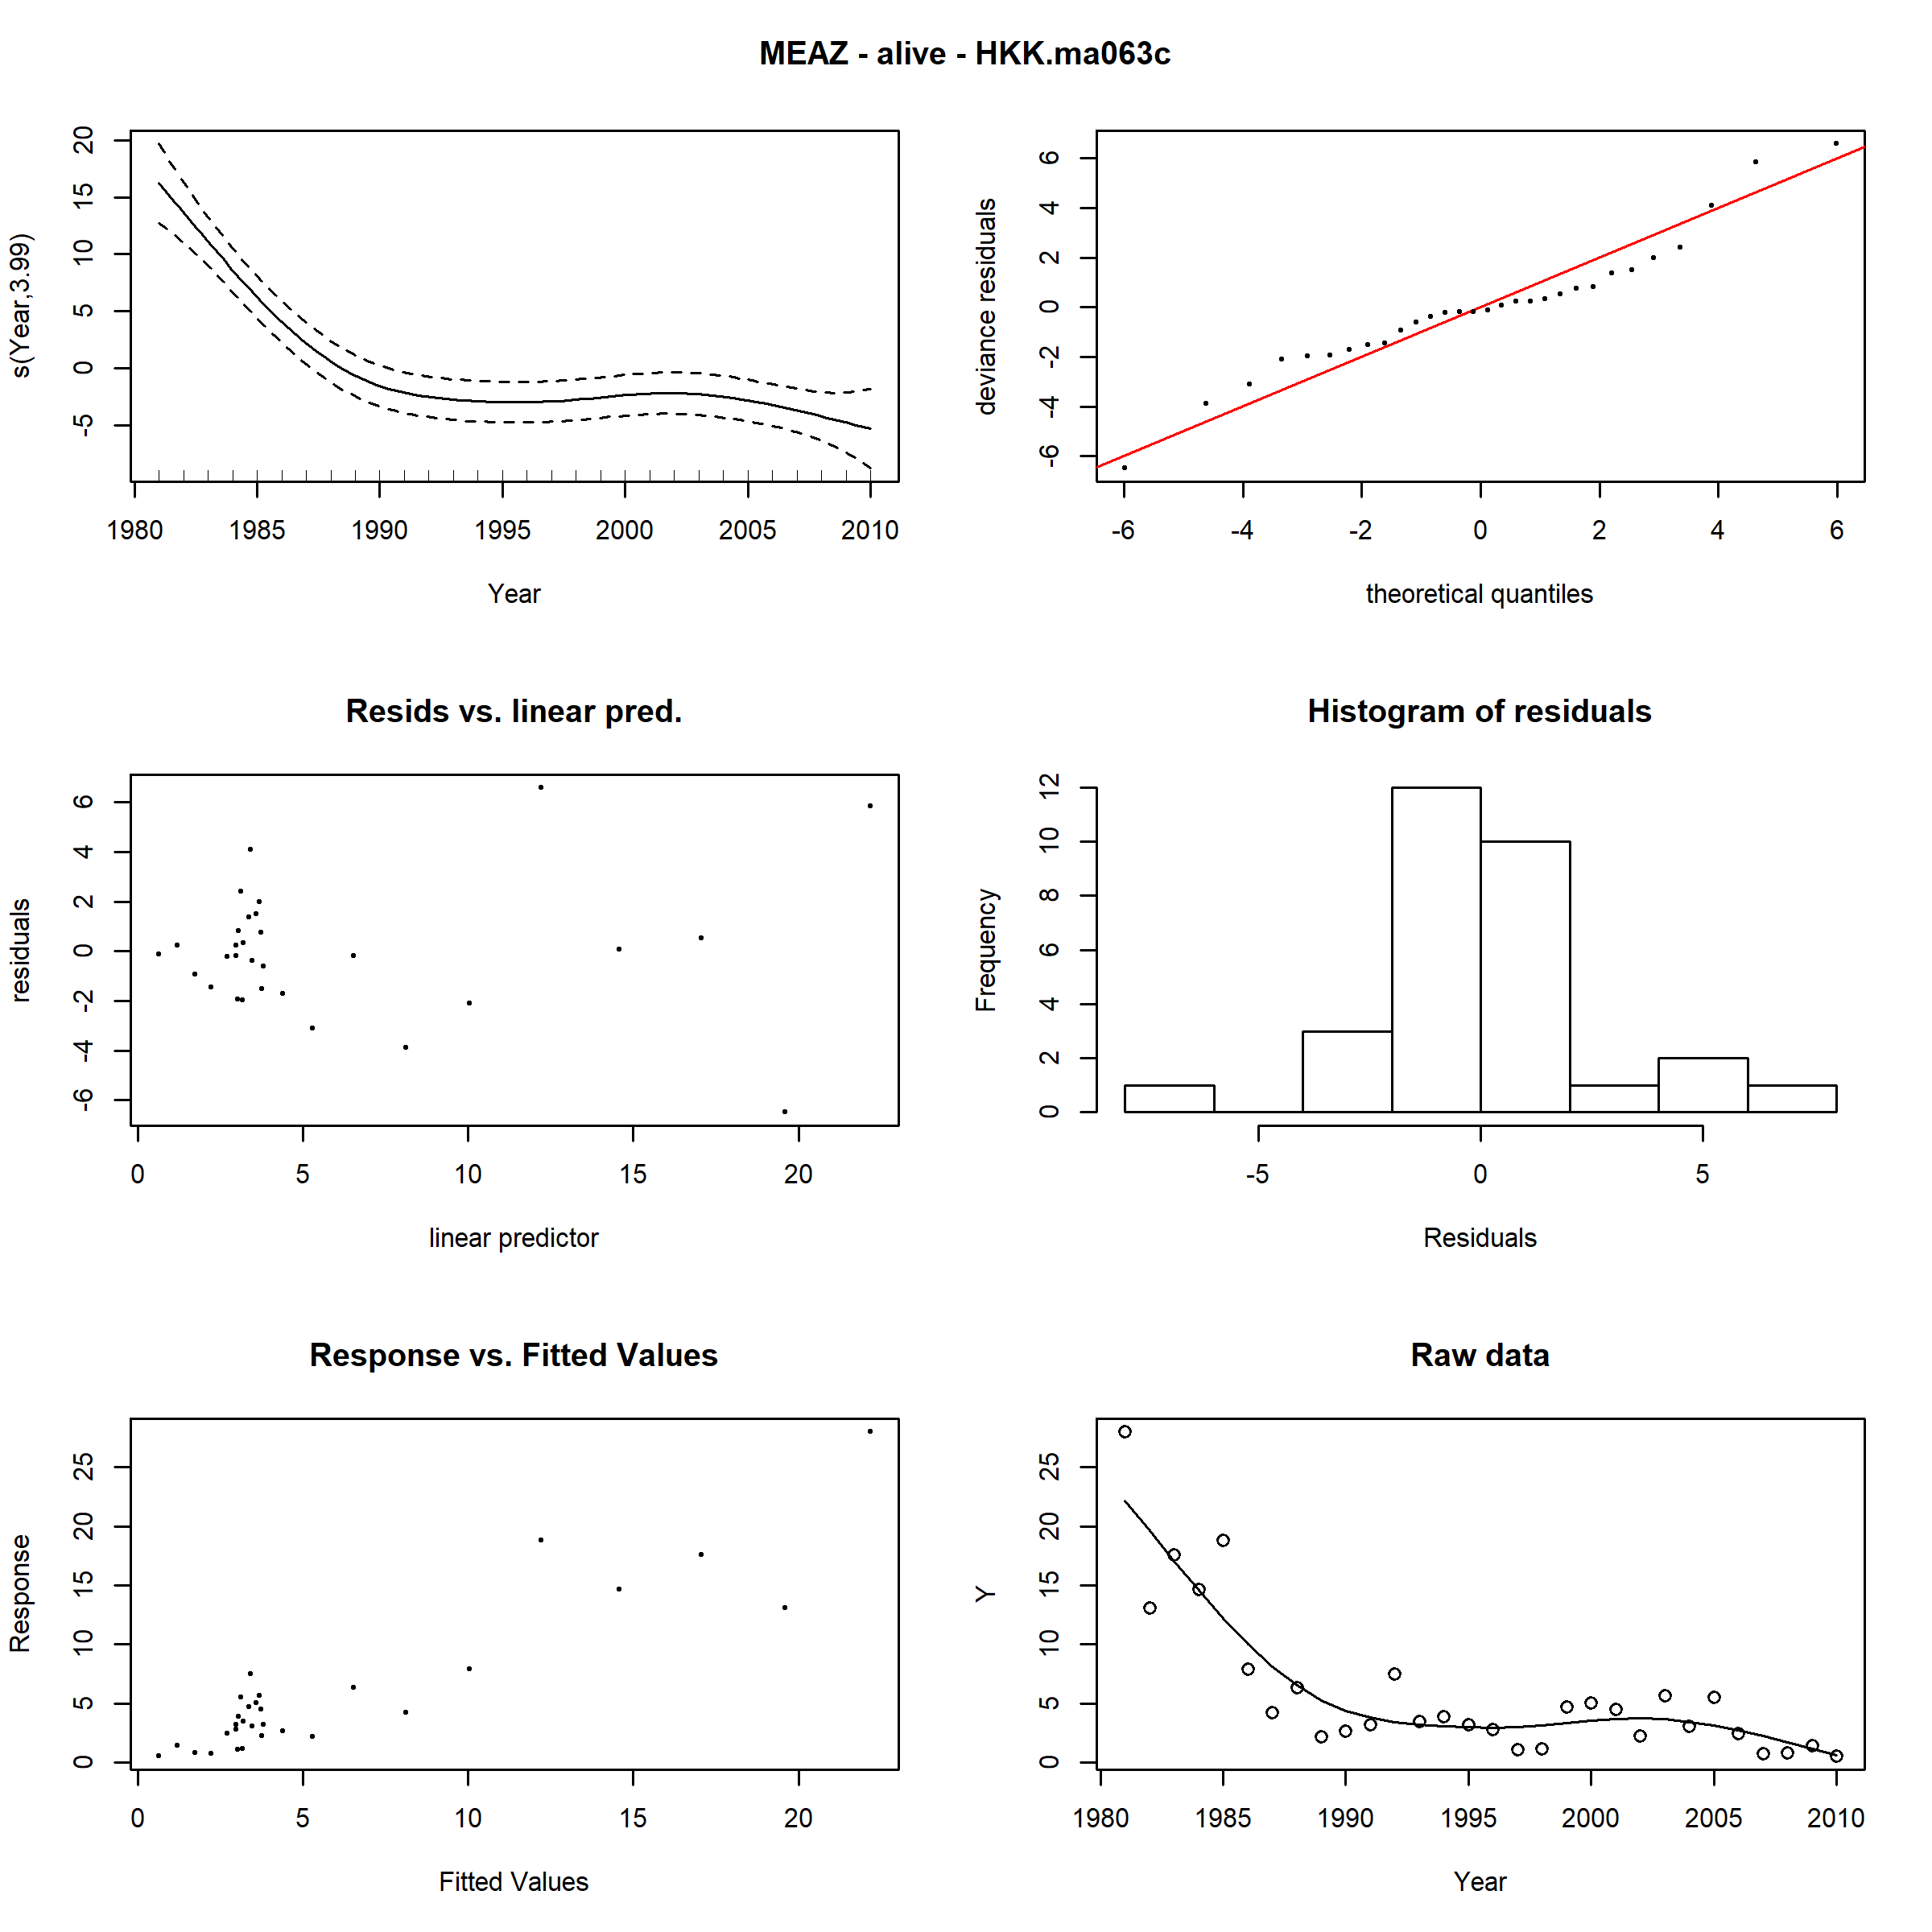 MEAZ - alive - HKK.ma063c
s(Year,3.99)
20
15
10
5
0
-5
1980 1985 1990 1995 2000 2005 2010
Year
deviance residuals
6
4
2
0
-2
-4
-6
-6 -4 -2 0 2 4 6
theoretical quantiles
Resids vs. linear pred.
residuals
6
4
2
0
-2
-4
-6
0 5 10 15 20
linear predictor
Histogram of residuals
Frequency
12
10
8
6
4
2
0
-5 0 5
Residuals
Response vs. Fitted Values
Response
25
20
15
10
5
0
0 5 10 15 20
Fitted Values
Raw data
Y
25
20
15
10
5
0
1980 1985 1990 1995 2000 2005 2010
Year